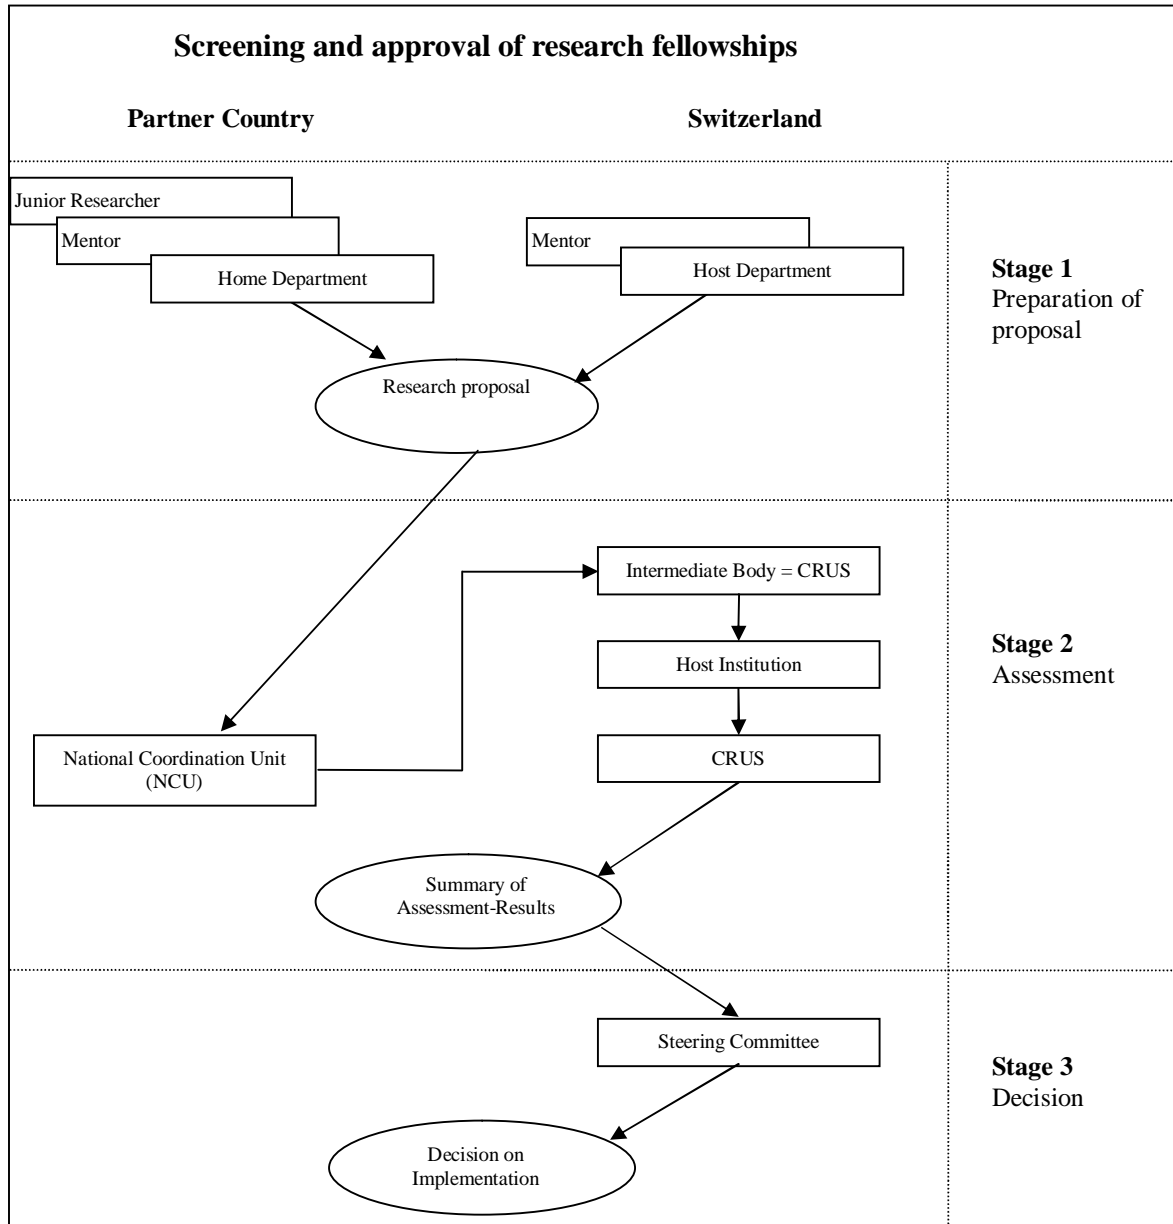 Screening and approval of research fellowships
Partner Country
Switzerland
Junior Researcher
Mentor
Home Department
Mentor
Host Department
Stage 1
Preparation of
proposal
Research proposal
Intermediate Body = CRUS
Host Institution
Stage 2
Assessment
National Coordination Unit
(NCU)
CRUS
Summary of
Assessment-Results
Steering Committee
Stage 3
Decision
Decision on
Implementation